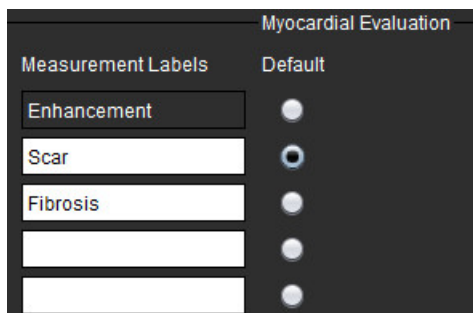 Myocardial Evaluation
Measurement Labels Default
Enhancement
Scar
Fibrosis